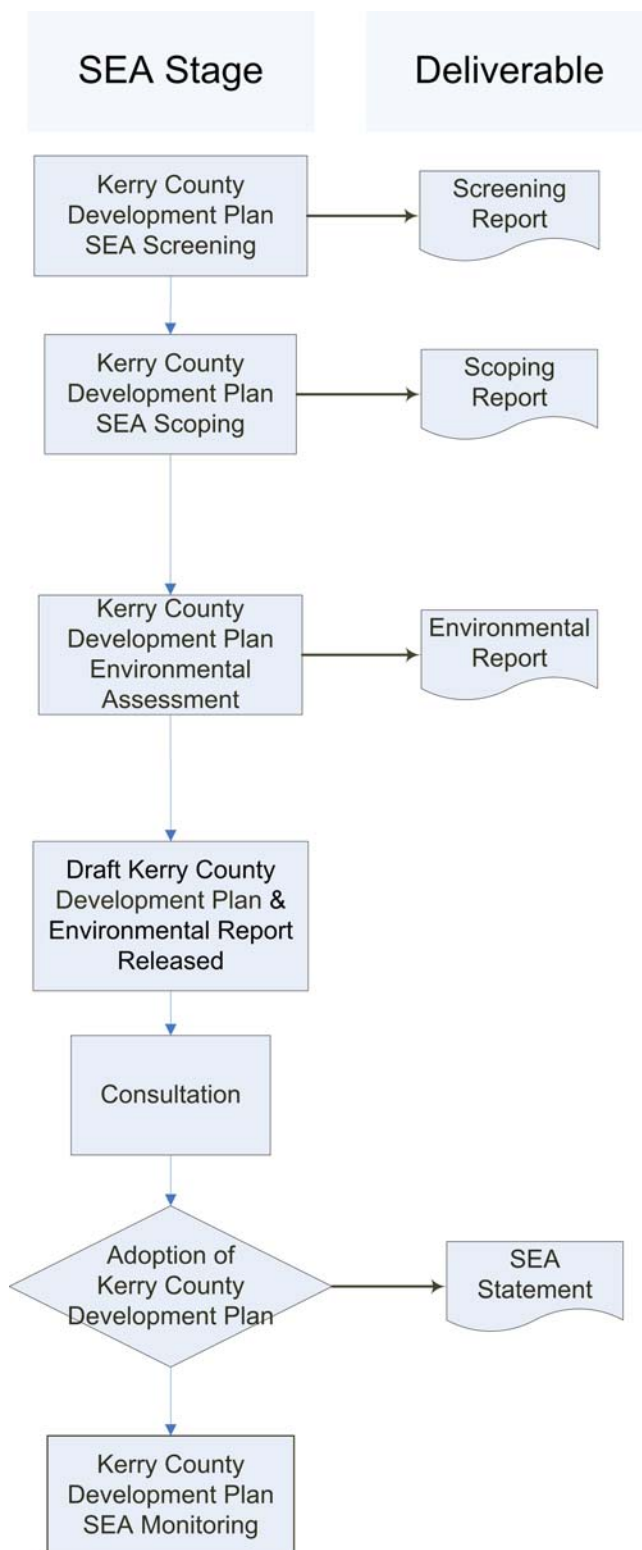 SEA Stage
Deliverable
Kerry County
Development Plan
SEA Screening
Screening
Report
Kerry County
Development Plan
SEA Scoping
Scoping
Report
Kerry County
Development Plan
Environmental
Assessment
Environmental
Report
Draft Kerry County
Development Plan &
Environmental Report
Released
Consultation
Adoption of
Kerry County
Development Plan
SEA
Statement
Kerry County
Development Plan
SEA Monitoring